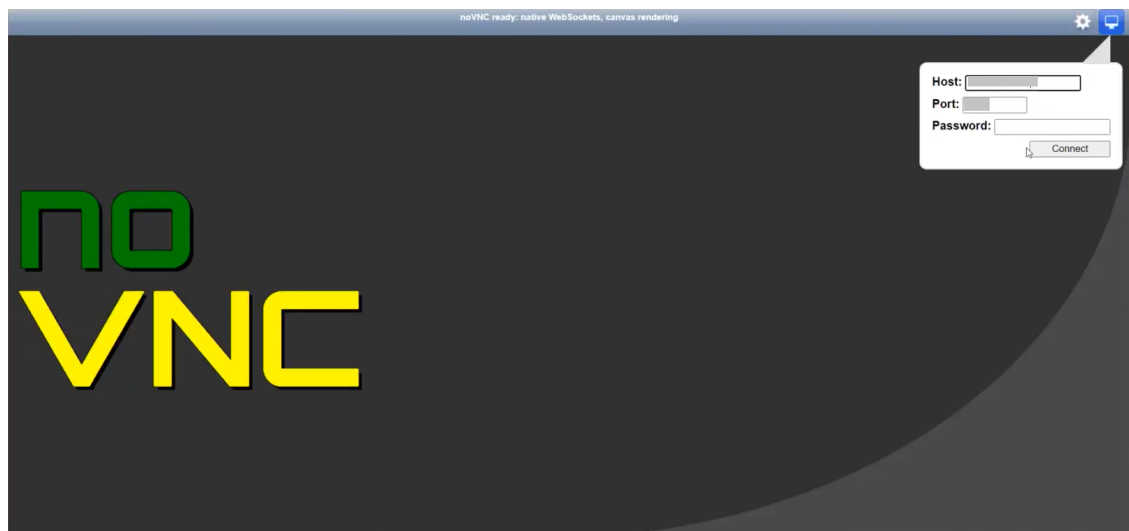 noVNC ready: native WebSockets, canvas rendering
Host:
Port:
Password:
Connect
no
VNC